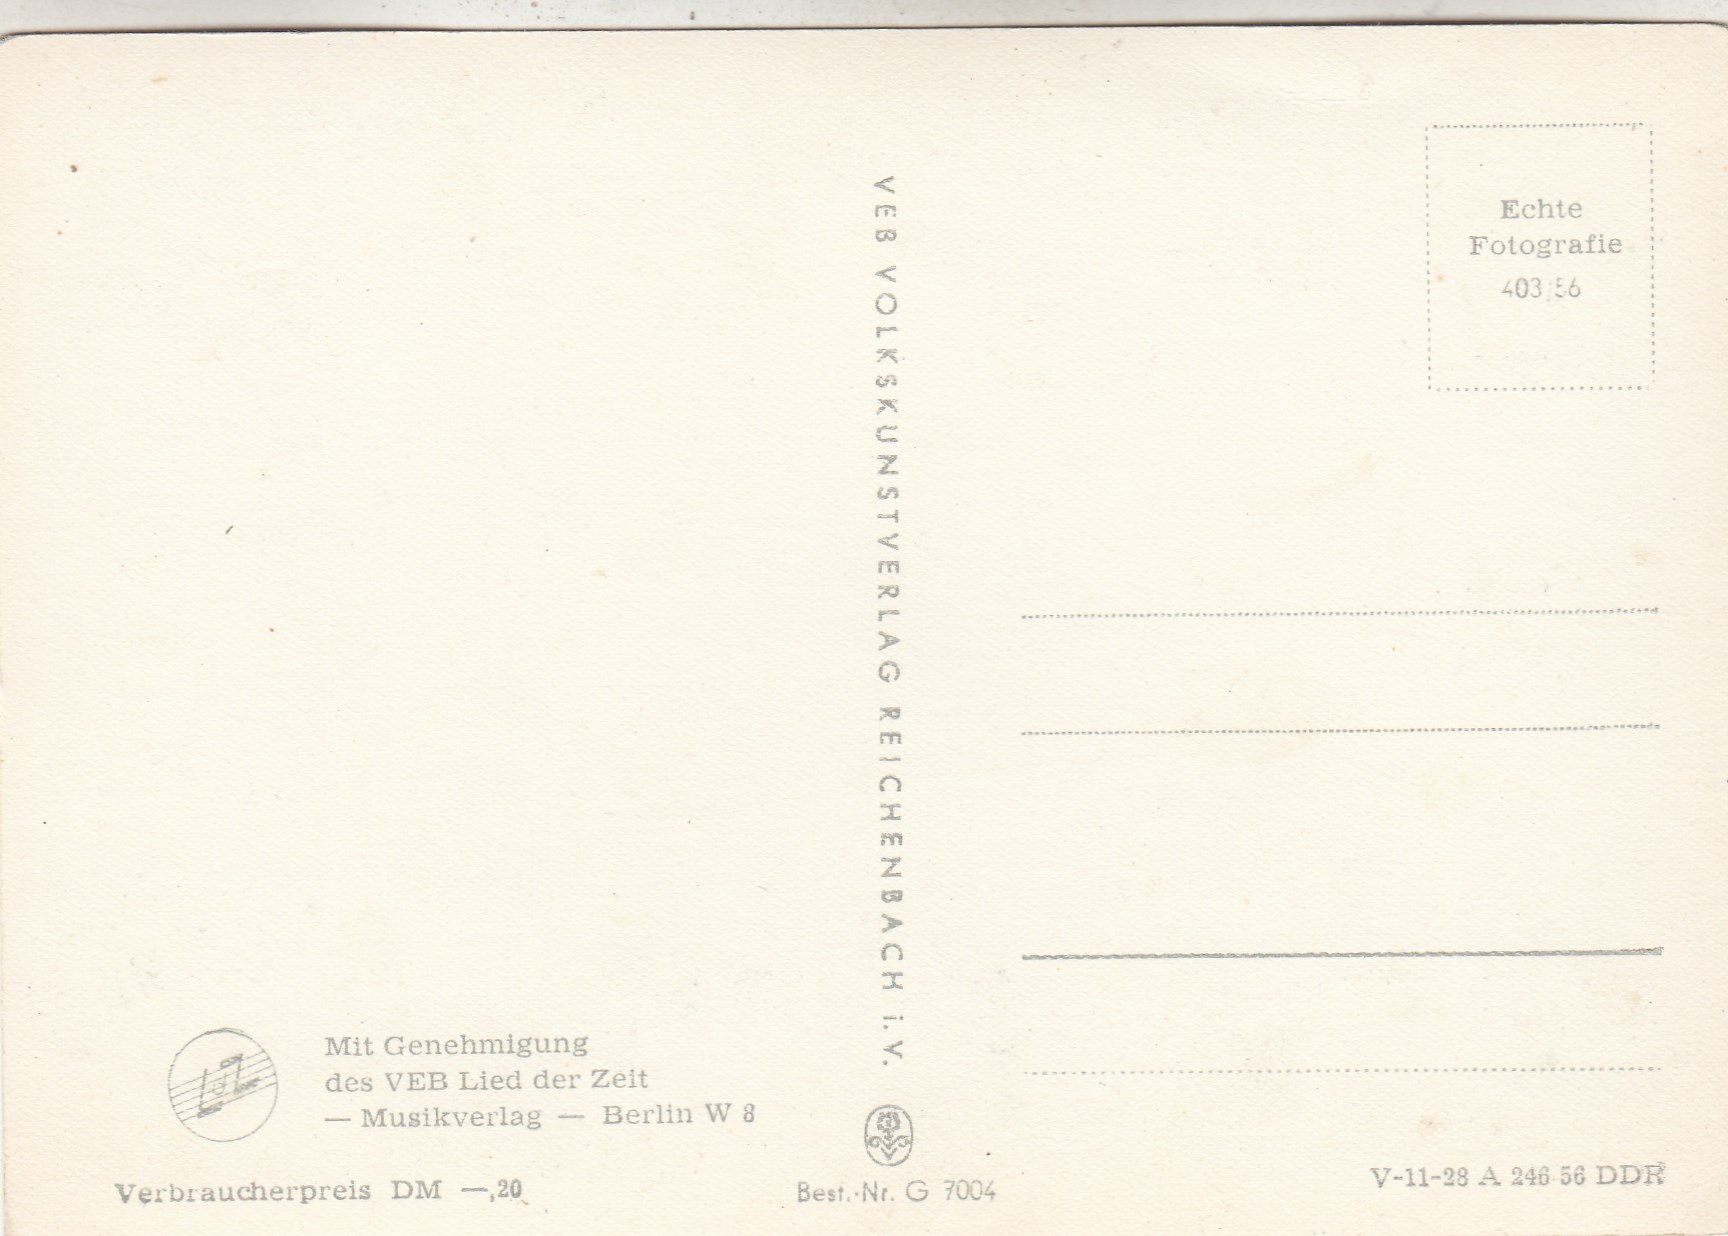 Echte
Fotografie
403/56
VEB VOLKSKUNSTVERLAG REICHENBACH i. V.
Mit Genehmigung
des VEB Lied der Zeit
— Musikverlag — Berlin W 8
Verbraucherpreis DM —,20
Best.-Nr. G 7004
V-11-28 A 246 56 DDR